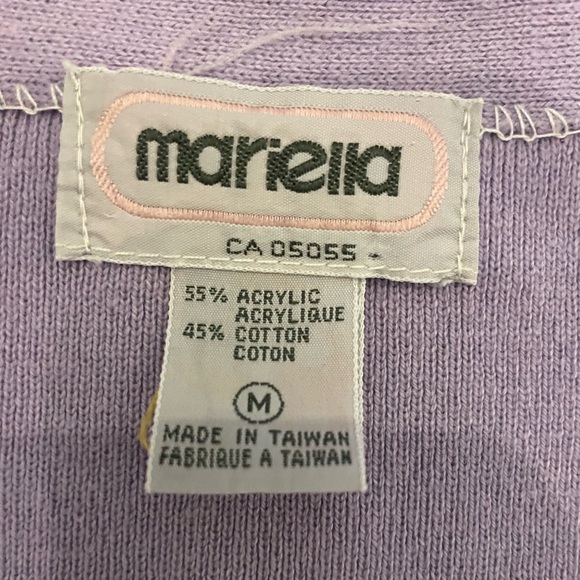 mariella
CA 05055
55% ACRYLIC
ACRYLIQUE
45% COTTON
COTON
M
MADE IN TAIWAN
FABRIQUE A TAIWAN